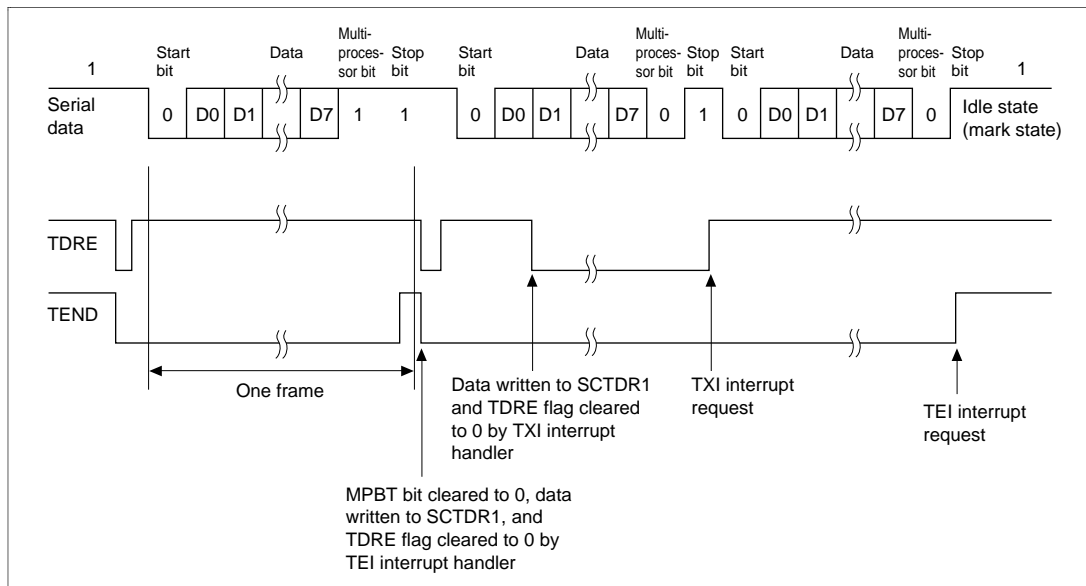 1
Start
bit
Data
Multi-
proces-
sor bit
Stop
bit
Start
bit
Data
Multi-
proces-
sor bit
Stop
bit
Start
bit
Data
Multi-
proces-
sor bit
Stop
bit
1
Serial
data
0 D0 D1 D7 1 1 0 D0 D1 D7 0 1 0 D0 D1 D7 0
Idle state
(mark state)
TDRE
TEND
One frame
Data written to SCTDR1
and TDRE flag cleared
to 0 by TXI interrupt
handler
TXI interrupt
request
TEI interrupt
request
MPBT bit cleared to 0, data
written to SCTDR1, and
TDRE flag cleared to 0 by
TEI interrupt handler